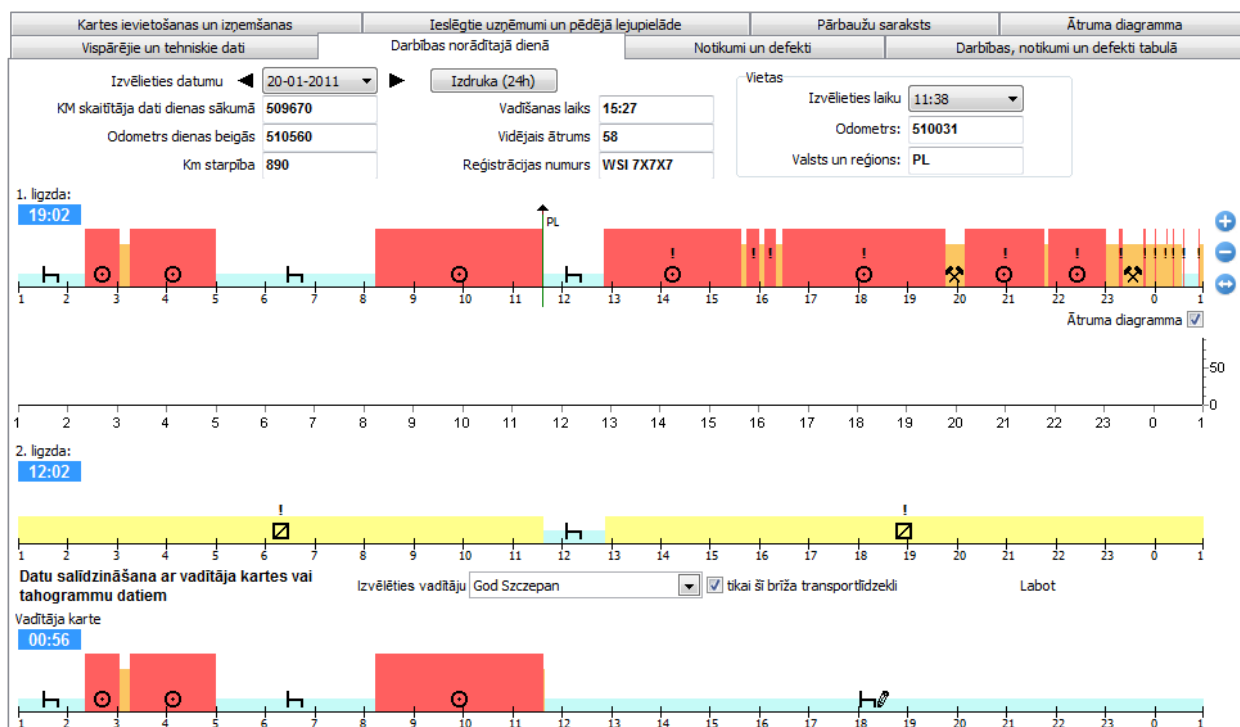 Kartes ievietošanas un izņemšanas Ieslēgtie uzņēmumi un pēdējā lejupielāde Pārbaužu saraksts Ātruma diagramma
Vispārējie un tehniskie dati Darbības norādītajā dienā Notikumi un defekti Darbības, notikumi un defekti tabulā
Izvēlieties datumu 20-01-2011 Izdruka (24h) Vietas
Izvēlieties laiku 11:38
KM skaitītāja dati dienas sākumā 509670 Vadīšanas laiks 15:27
Odometrs dienas beigās 510560 Vidējais ātrums 58 Odometrs: 510031
Km starpība 890 Reģistrācijas numurs WSI 7X7X7 Valsts un reģions: PL
1. ligzda:
19:02
PL
! ! ! ! ! ! ! ! ! ! ! ! !
1 2 3 4 5 6 7 8 9 10 11 12 13 14 15 16 17 18 19 20 21 22 23 0 1
Ātruma diagramma
50
0
1 2 3 4 5 6 7 8 9 10 11 12 13 14 15 16 17 18 19 20 21 22 23 0 1
2. ligzda:
12:02
! !
1 2 3 4 5 6 7 8 9 10 11 12 13 14 15 16 17 18 19 20 21 22 23 0 1
Datu salīdzināšana ar vadītāja kartes vai
tahogrammu datiem
Izvēlēties vadītāju God Szczepan tikai šī brīža transportlīdzekli Labot
Vadītāja karte
00:56
1 2 3 4 5 6 7 8 9 10 11 12 13 14 15 16 17 18 19 20 21 22 23 0 1